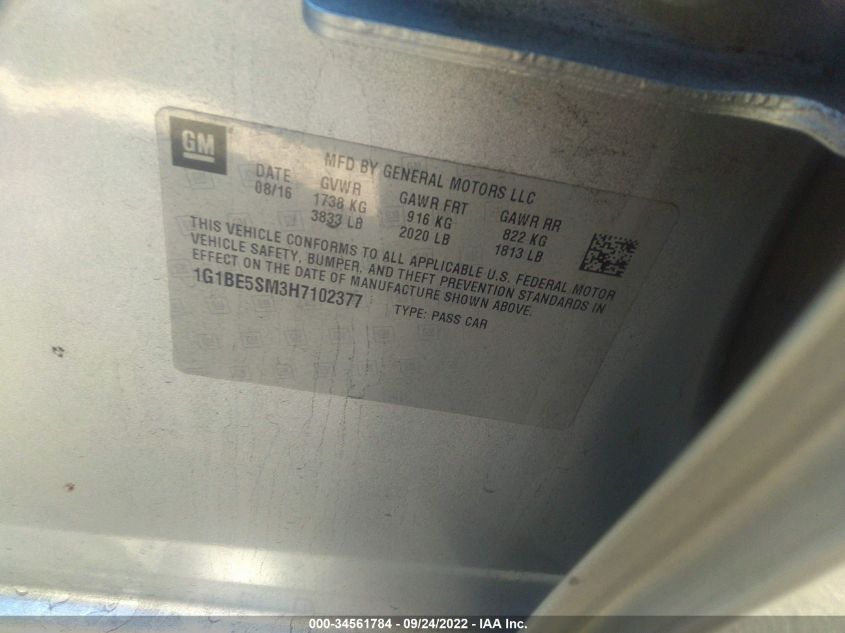 GM
MFD BY GENERAL MOTORS LLC
DATE GVWR GAWR FRT GAWR RR
08/16 1738 KG 916 KG 822 KG
3833 LB 2020 LB 1813 LB
THIS VEHICLE CONFORMS TO ALL APPLICABLE U.S. FEDERAL MOTOR
VEHICLE SAFETY, BUMPER, AND THEFT PREVENTION STANDARDS IN
EFFECT ON THE DATE OF MANUFACTURE SHOWN ABOVE.
1G1BE5SM3H7102377 TYPE: PASS CAR
000-34561784 - 09/24/2022 - IAA Inc.